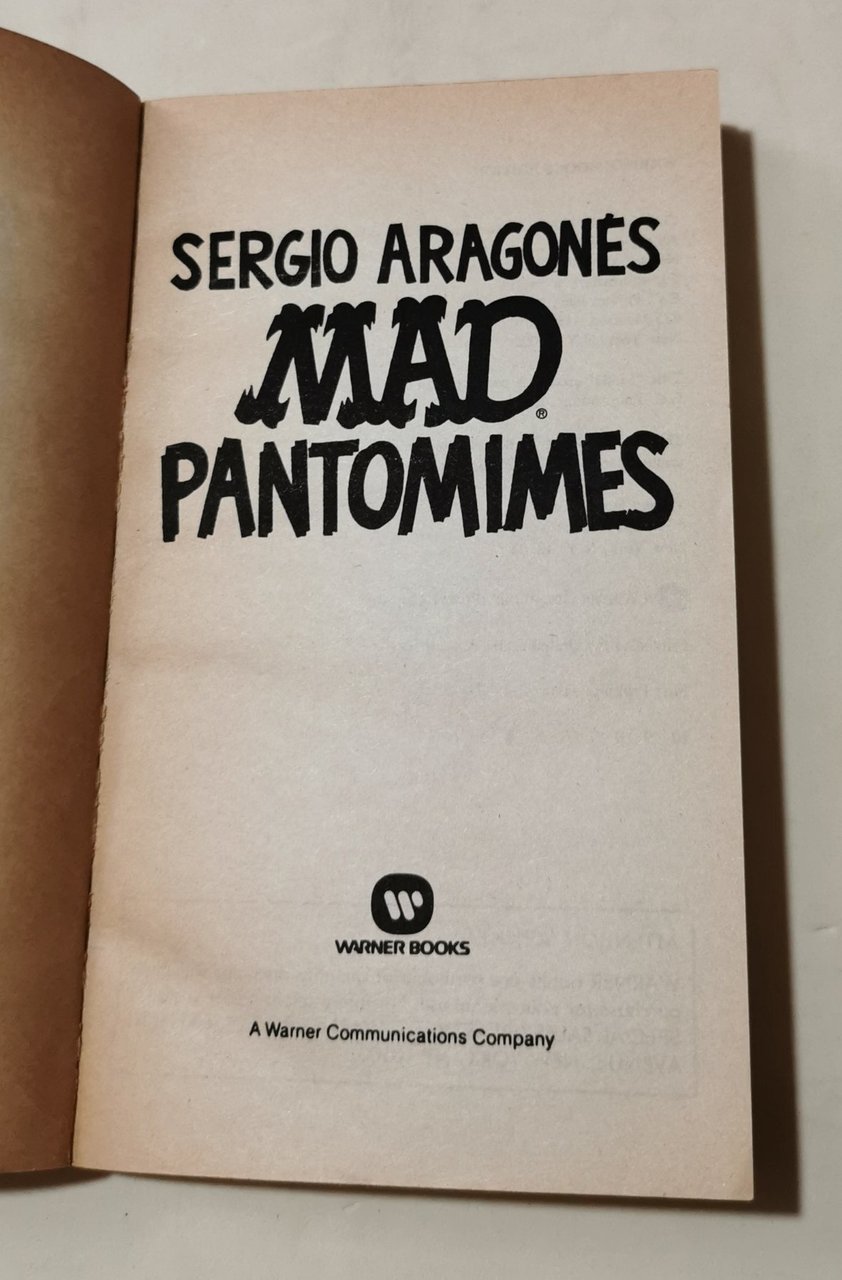 SERGIO ARAGONÉS
MAD®
PANTOMIMES
WARNER BOOKS
A Warner Communications Company